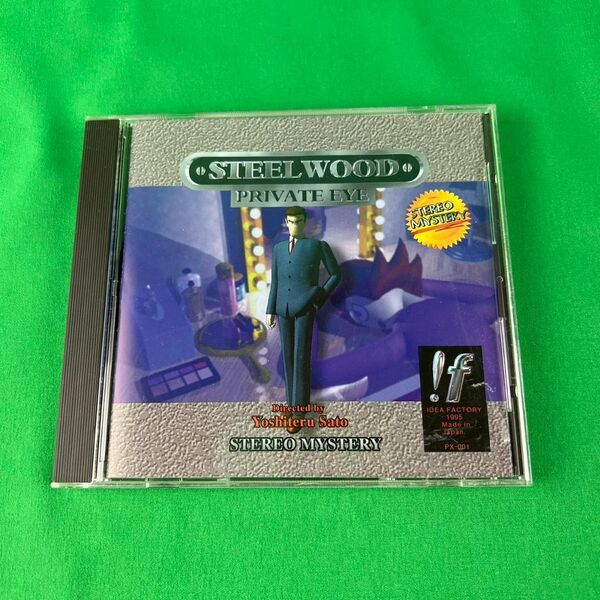 STEELWOOD
PRIVATE EYE
STEREO
MYSTERY
Directed by
Yoshiteru Sato
STEREO MYSTERY
!f
IDEA FACTORY
1995
Made in
Japan
PX-001